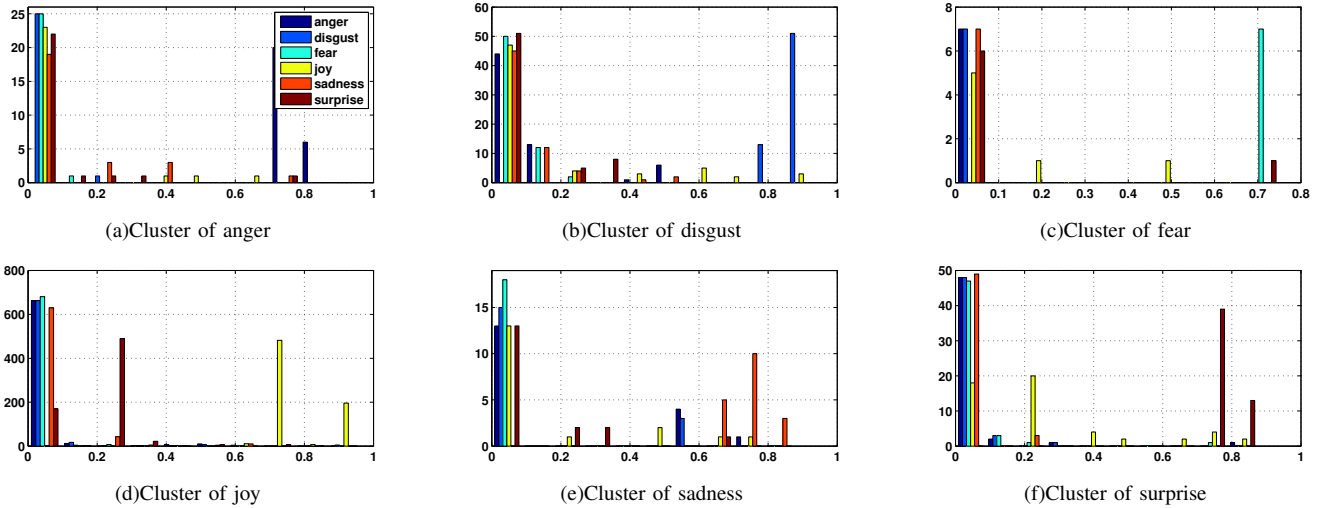 25
20
15
10
5
0
0 0.2 0.4 0.6 0.8 1
anger
disgust
fear
joy
sadness
surprise
(a)Cluster of anger
60
50
40
30
20
10
0
0 0.2 0.4 0.6 0.8 1
(b)Cluster of disgust
8
6
4
2
0
0 0.1 0.2 0.3 0.4 0.5 0.6 0.7 0.8
(c)Cluster of fear
800
600
400
200
0
0 0.2 0.4 0.6 0.8 1
(d)Cluster of joy
15
10
5
0
0 0.2 0.4 0.6 0.8 1
(e)Cluster of sadness
50
40
30
20
10
0
0 0.2 0.4 0.6 0.8 1
(f)Cluster of surprise